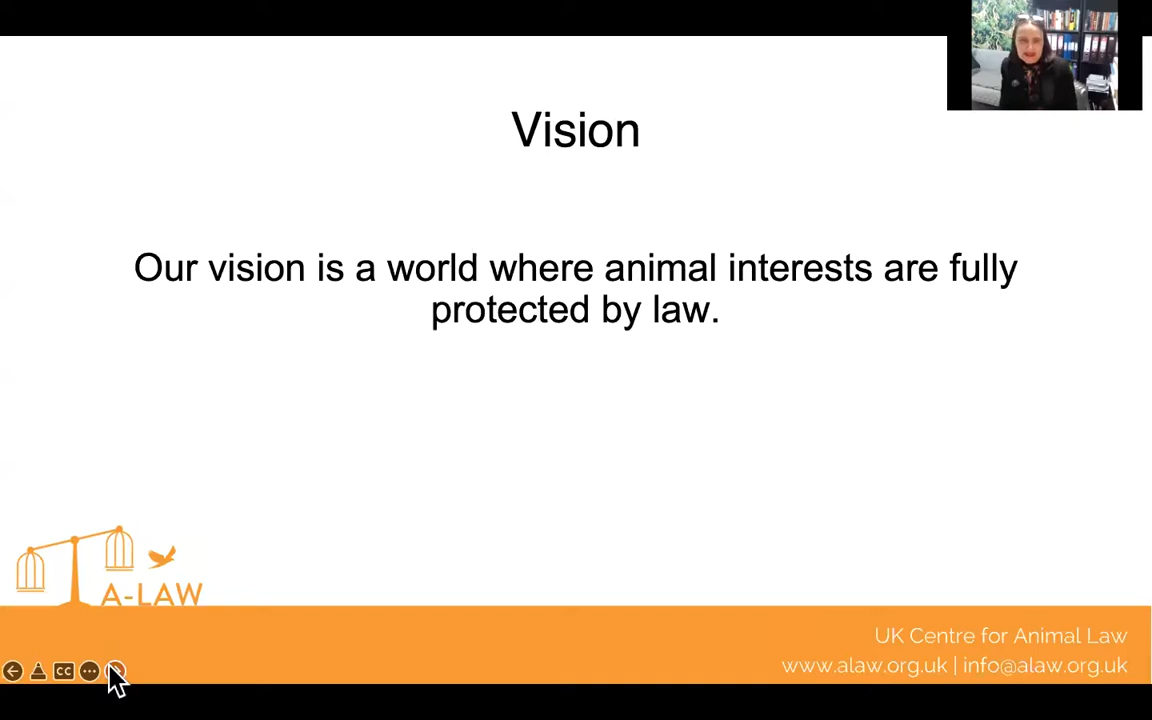 Vision
Our vision is a world where animal interests are fully
protected by law.
A-LAW
UK Centre for Animal Law
www.alaw.org.uk | info@alaw.org.uk
CC